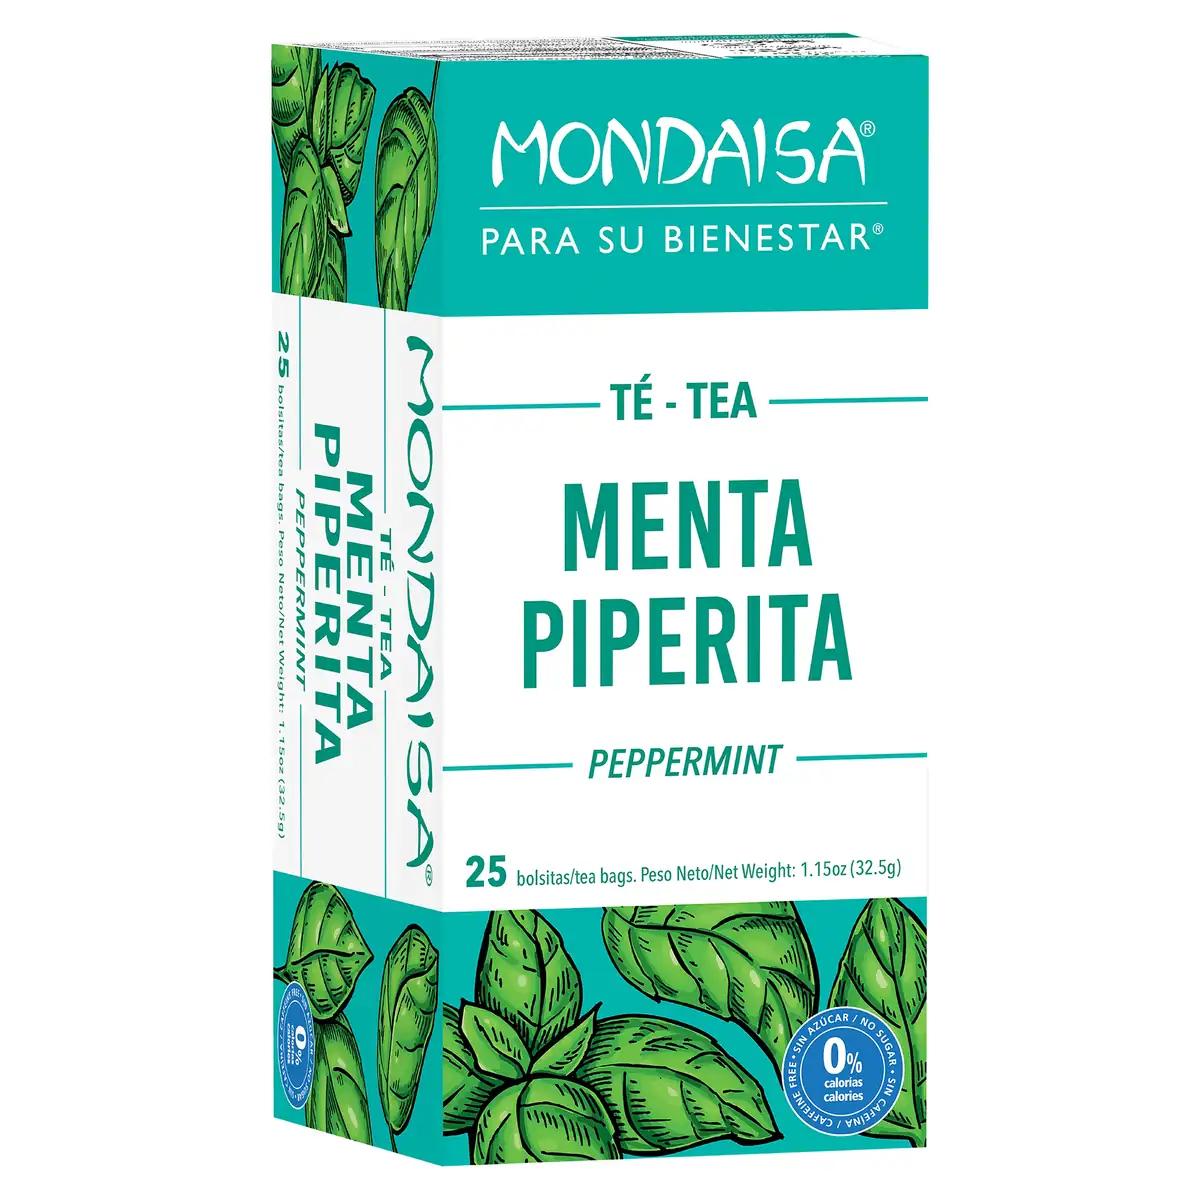 MONDAISA®
PARA SU BIENESTAR®
TÉ - TEA
MENTA
PIPERITA
PEPPERMINT
25 bolsitas/tea bags. Peso Neto/Net Weight: 1.15oz (32.5g)
SIN AZÚCAR / NO SUGAR • SIN CAFEÍNA / CAFFEINE FREE •
0%
calorías
calories
MONDAISA®
TÉ - TEA
MENTA
PIPERITA
PEPPERMINT
25 bolsitas/tea bags. Peso Neto/Net Weight: 1.15oz (32.5g)
0%
calorías
calories